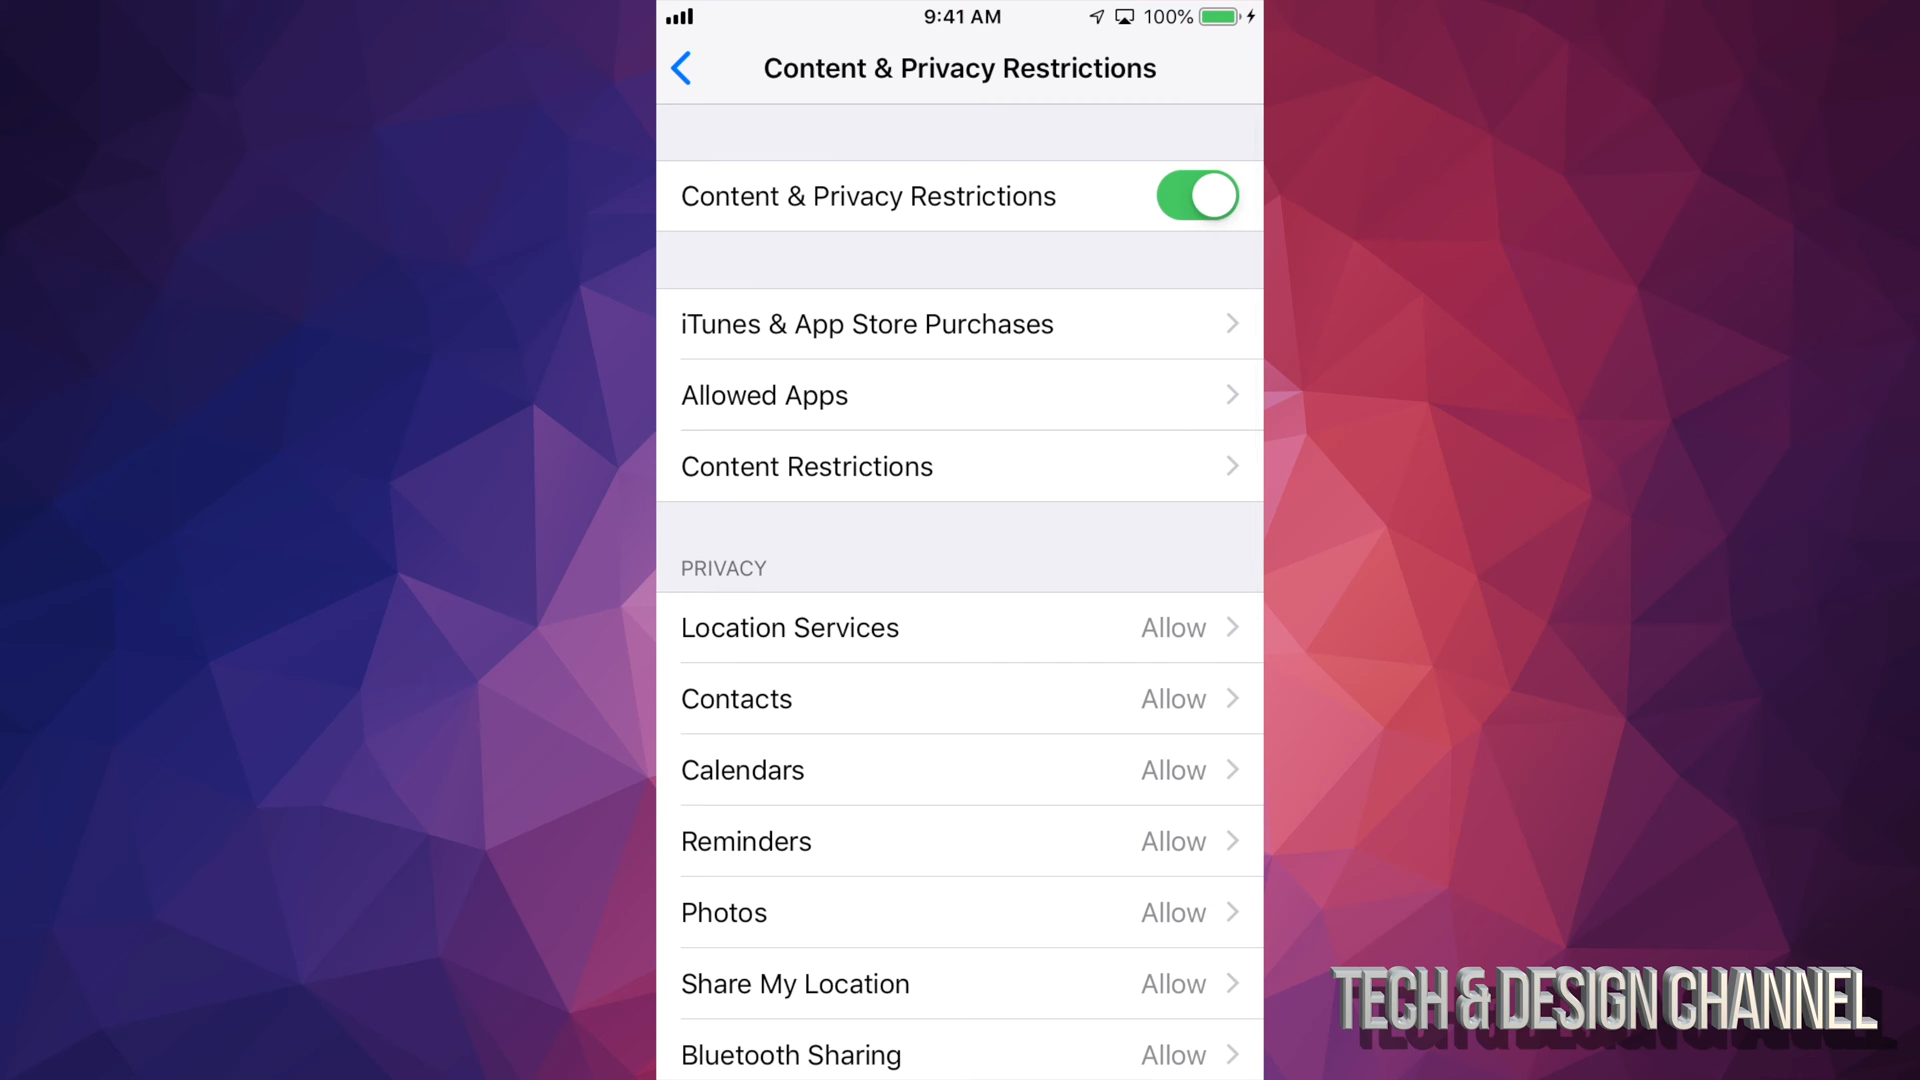 9:41 AM
100%
Content & Privacy Restrictions
Content & Privacy Restrictions
iTunes & App Store Purchases
Allowed Apps
Content Restrictions
PRIVACY
Location Services Allow
Contacts Allow
Calendars Allow
Reminders Allow
Photos Allow
Share My Location Allow
Bluetooth Sharing Allow
TECH & DESIGN CHANNEL